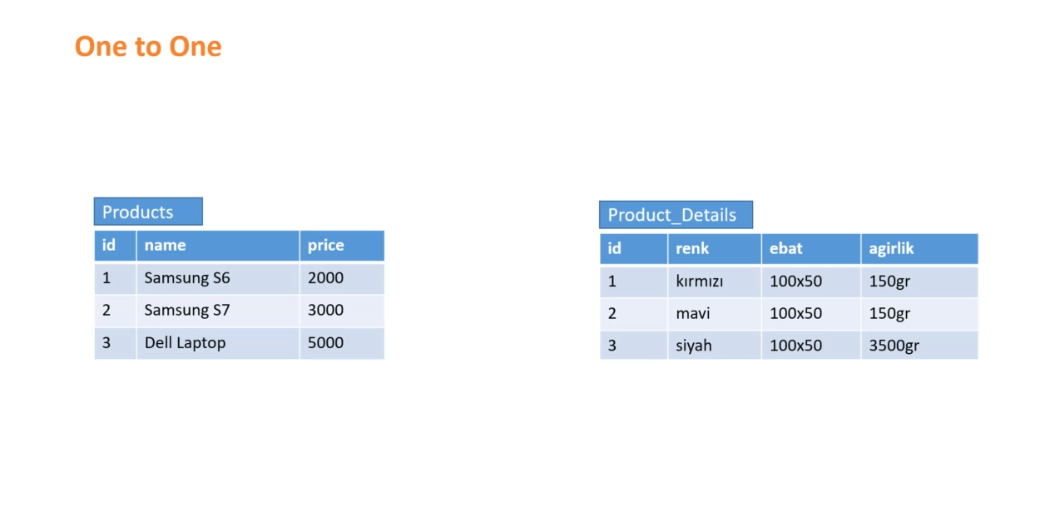 One to One
Products
id name price
1 Samsung S6 2000
2 Samsung S7 3000
3 Dell Laptop 5000
Product_Details
id renk ebat agirlik
1 kırmızı 100x50 150gr
2 mavi 100x50 150gr
3 siyah 100x50 3500gr